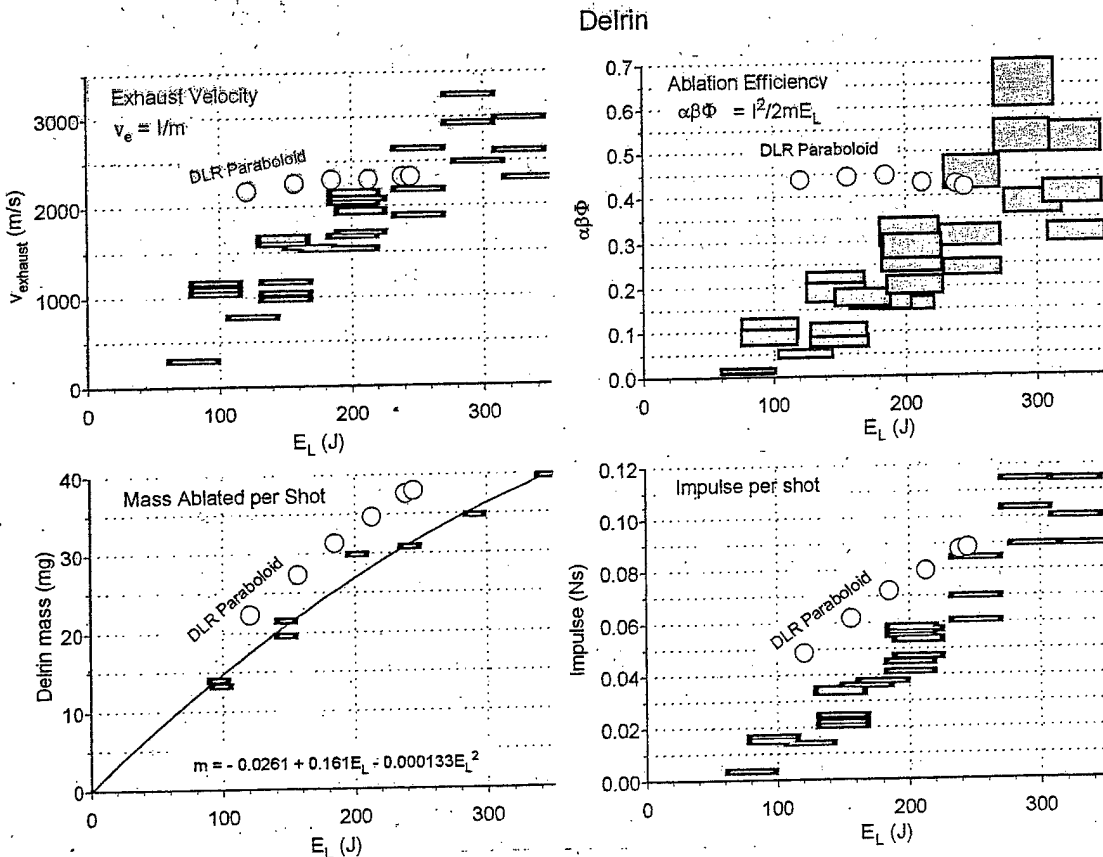 Delrin
Exhaust Velocity
vₑ = I/m
DLR Paraboloid
3000
2000
1000
0
v_exhaust (m/s)
0
100
200
300
E_L (J)
Ablation Efficiency
αβΦ = I²/2mE_L
DLR Paraboloid
0.7
0.6
0.5
0.4
0.3
0.2
0.1
0.0
αβΦ
0
100
200
300
E_L (J)
Mass Ablated per Shot
DLR Paraboloid
40
30
20
10
0
Delrin mass (mg)
m = - 0.0261 + 0.161E_L - 0.000133E_L²
0
100
200
300
E_L (J)
Impulse per shot
DLR Paraboloid
0.12
0.10
0.08
0.06
0.04
0.02
0.00
Impulse (Ns)
0
100
200
300
E_L (J)